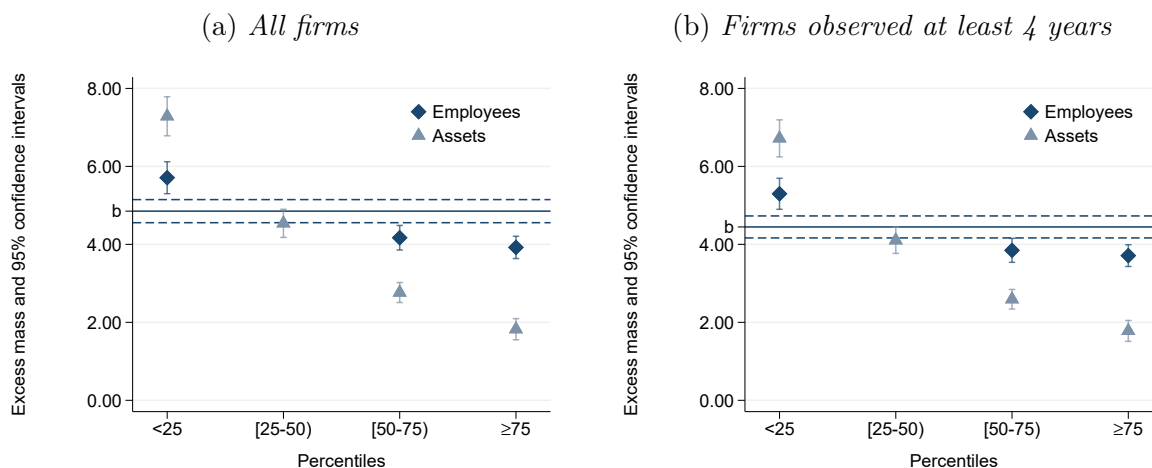 (a) All firms
Excess mass and 95% confidence intervals
8.00
6.00
b
4.00
2.00
0.00
Employees
Assets
<25 [25-50) [50-75) ≥75
Percentiles
(b) Firms observed at least 4 years
Excess mass and 95% confidence intervals
8.00
6.00
b
4.00
2.00
0.00
Employees
Assets
<25 [25-50) [50-75) ≥75
Percentiles